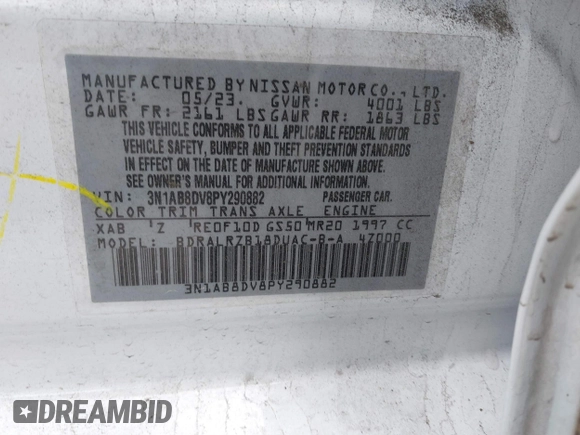 MANUFACTURED BY NISSAN MOTOR CO., LTD.
DATE: 05/23. GVWR: 4001 LBS
GAWR FR: 2161 LBS GAWR RR: 1863 LBS
THIS VEHICLE CONFORMS TO ALL APPLICABLE FEDERAL MOTOR
VEHICLE SAFETY, BUMPER AND THEFT PREVENTION STANDARDS
IN EFFECT ON THE DATE OF MANUFACTURE SHOWN ABOVE.
SEE OWNER'S MANUAL FOR ADDITIONAL INFORMATION.
VIN: 3N1AB8DV8PY290882 PASSENGER CAR.
COLOR TRIM TRANS AXLE ENGINE
XAB Z RE0F10D GS50 MR20 1997 CC
MODEL: BDRALRZB18DUAC-B-A 4Z000
3N1AB8DV8PY290882
DREAMBID